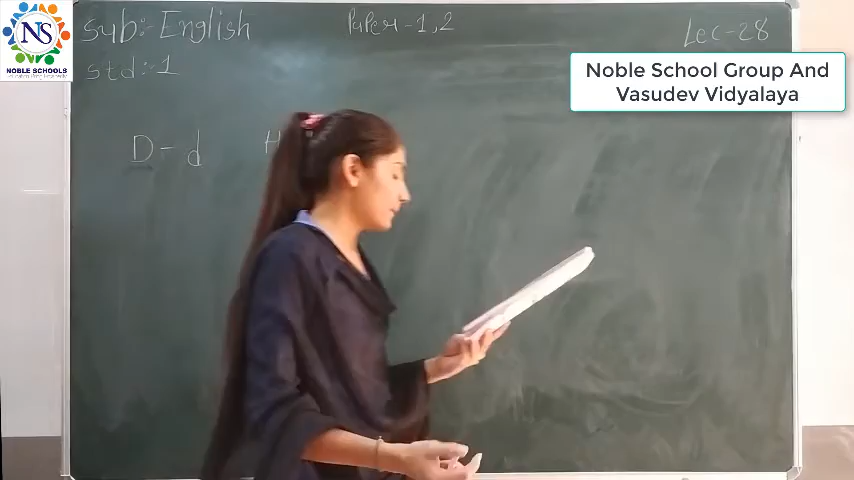 NS
NOBLE SCHOOLS
Sub:- English
Paper-1,2
Lec-28
std:-1
Noble School Group And
Vasudev Vidyalaya
D - d
H